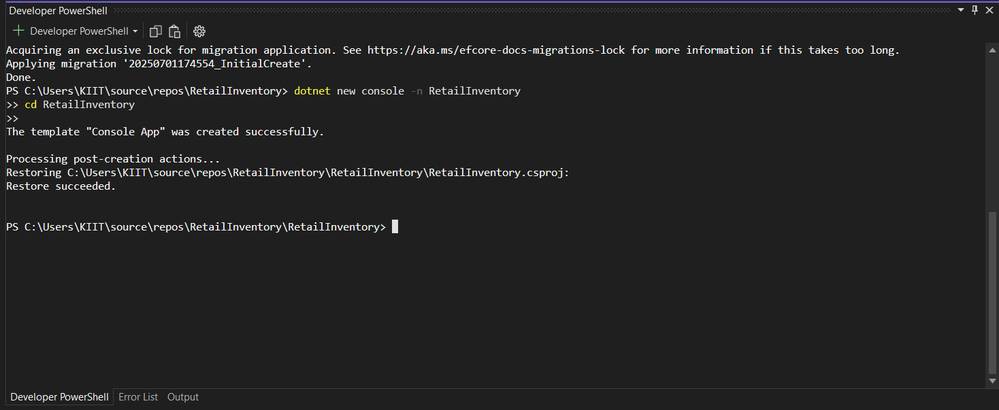 Developer PowerShell
Developer PowerShell
Acquiring an exclusive lock for migration application. See https://aka.ms/efcore-docs-migrations-lock for more information if this takes too long.
Applying migration '20250701174554_InitialCreate'.
Done.
PS C:\Users\KIIT\source\repos\RetailInventory> dotnet new console -n RetailInventory
>> cd RetailInventory
>>
The template "Console App" was created successfully.
Processing post-creation actions...
Restoring C:\Users\KIIT\source\repos\RetailInventory\RetailInventory\RetailInventory.csproj:
Restore succeeded.
PS C:\Users\KIIT\source\repos\RetailInventory\RetailInventory>
Developer PowerShell Error List Output